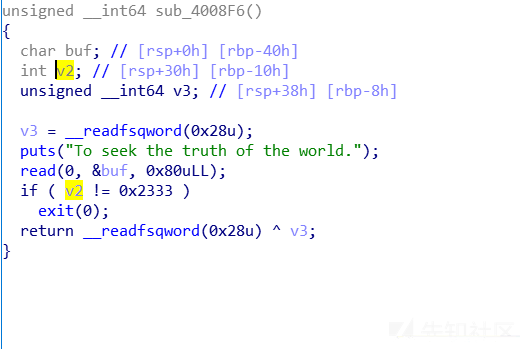 unsigned __int64 sub_4008F6()
{
  char buf; // [rsp+0h] [rbp-40h]
  int v2; // [rsp+30h] [rbp-10h]
  unsigned __int64 v3; // [rsp+38h] [rbp-8h]

  v3 = __readfsqword(0x28u);
  puts("To seek the truth of the world.");
  read(0, &buf, 0x80uLL);
  if ( v2 != 0x2333 )
    exit(0);
  return __readfsqword(0x28u) ^ v3;
}
先知社区